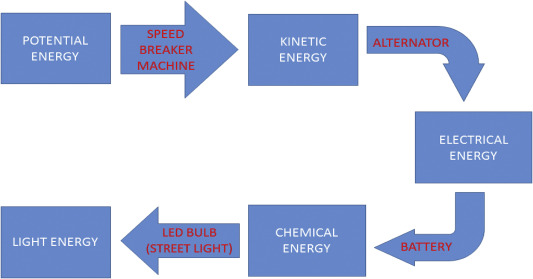 POTENTIAL
ENERGY
SPEED
BREAKER
MACHINE
KINETIC
ENERGY
ALTERNATOR
ELECTRICAL
ENERGY
BATTERY
CHEMICAL
ENERGY
LED BULB
(STREET LIGHT)
LIGHT ENERGY